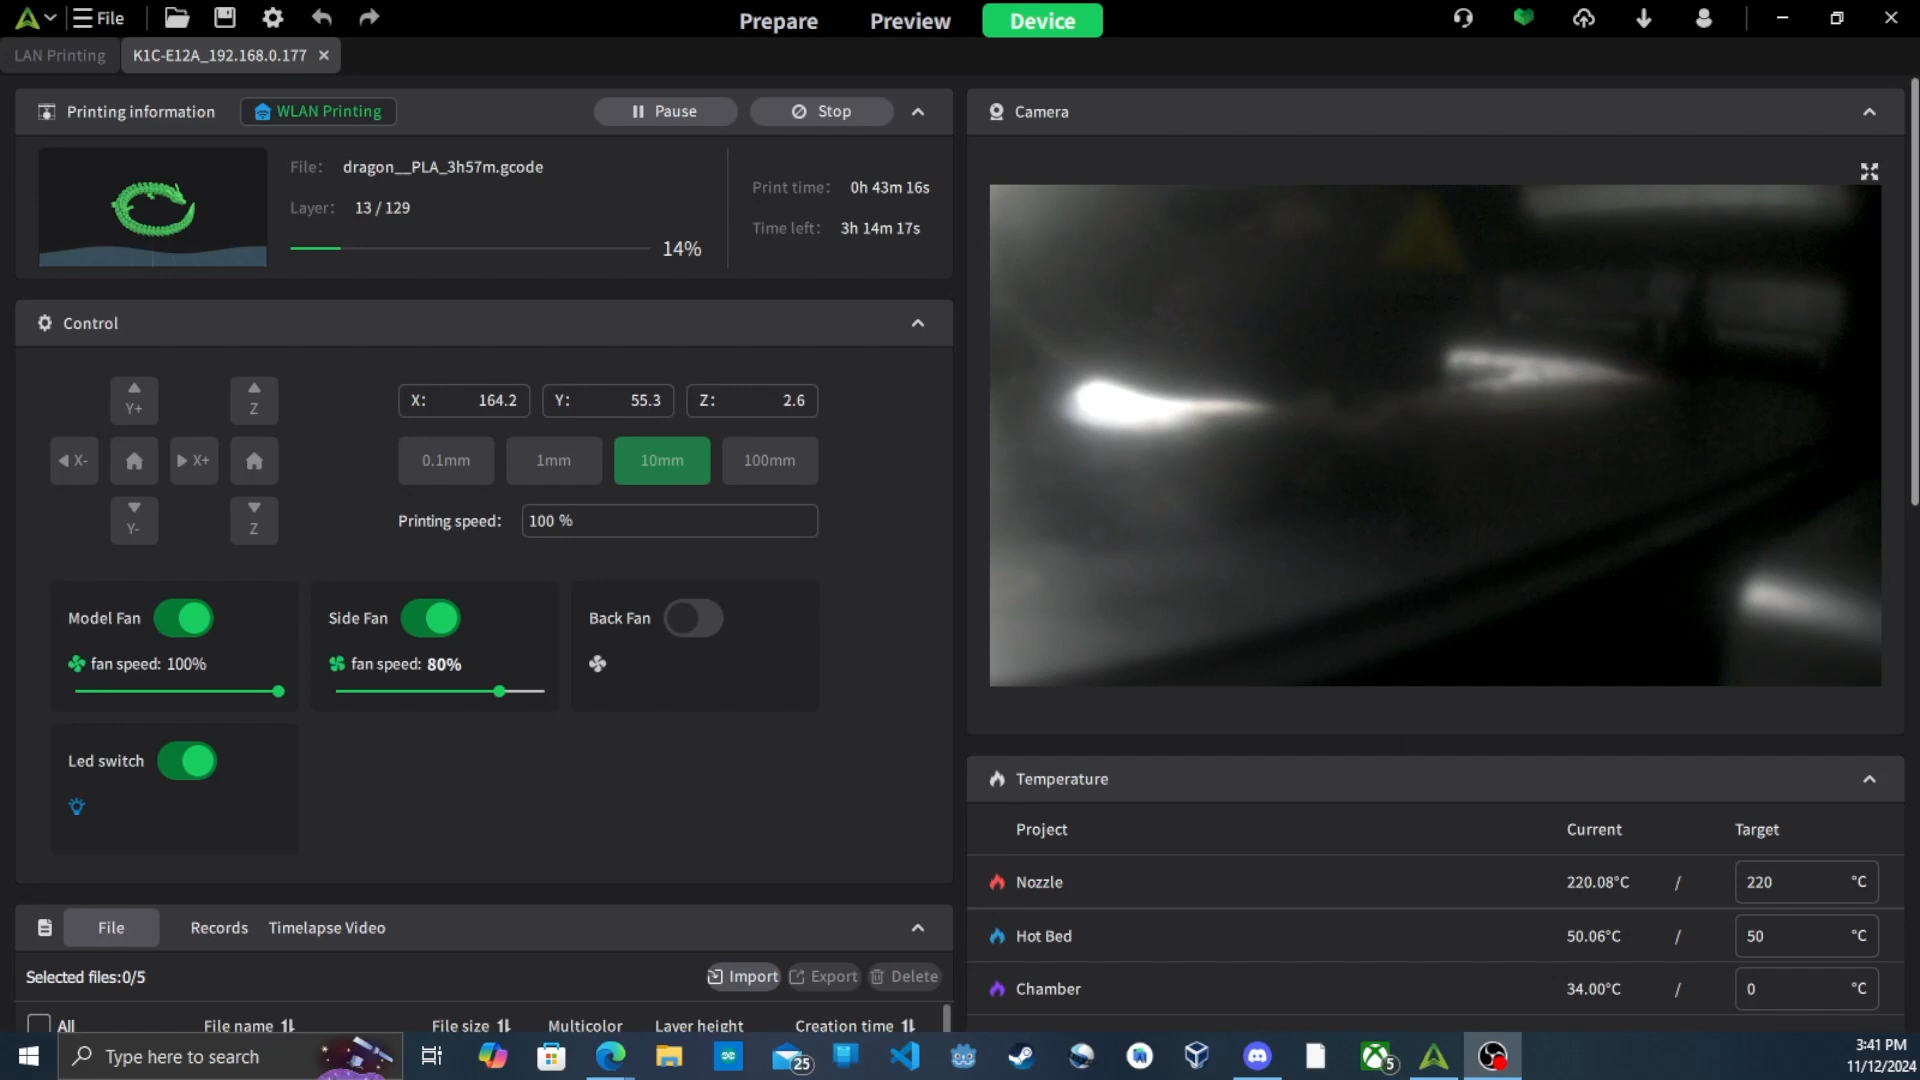 File
Prepare
Preview
Device
LAN Printing
K1C-E12A_192.168.0.177
Printing information
WLAN Printing
Pause
Stop
File:
dragon__PLA_3h57m.gcode
Layer:
13 / 129
14%
Print time:
0h 43m 16s
Time left:
3h 14m 17s
Control
Y+
Z
X-
X+
Y-
Z
X: 164.2
Y: 55.3
Z: 2.6
0.1mm
1mm
10mm
100mm
Printing speed:
100 %
Model Fan
fan speed: 100%
Side Fan
fan speed: 80%
Back Fan
Led switch
File
Records
Timelapse Video
Selected files:0/5
Import
Export
Delete
All
File name
File size
Multicolor
Layer height
Creation time
Camera
Temperature
Project
Current
Target
Nozzle
220.08°C
/
220
°C
Hot Bed
50.06°C
/
50
°C
Chamber
34.00°C
/
0
°C
Type here to search
25
5
3:41 PM
11/12/2024